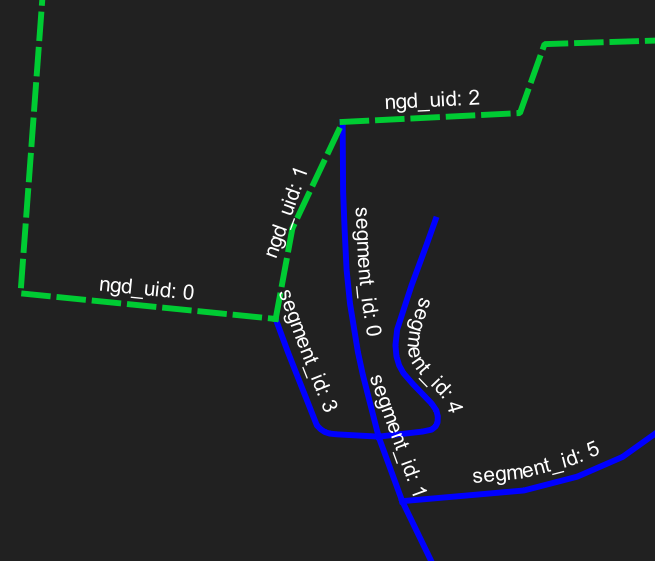 ngd_uid: 2
ngd_uid: 1
segment_id: 0
ngd_uid: 0
segment_id: 3
segment_id: 4
segment_id: 1
segment_id: 5